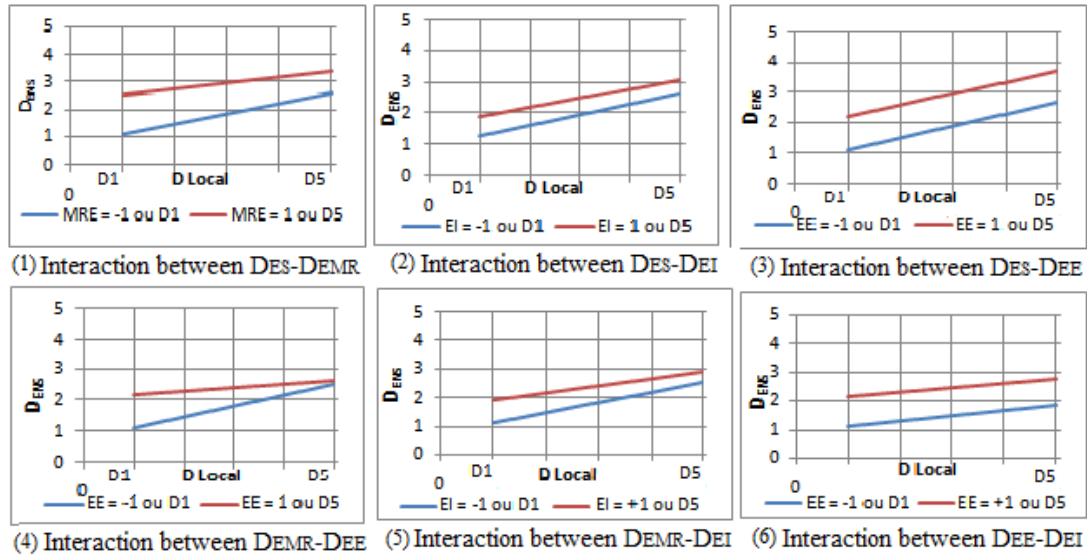 5
4
3
2
1
0
DENS
D1
D Local
D5
0
MRE = -1 ou D1
MRE = 1 ou D5
(1) Interaction between DES-DEMR
5
4
3
2
1
0
DENS
D1
D Local
D5
0
EI = -1 ou D1
EI = 1 ou D5
(2) Interaction between DES-DEI
5
4
3
2
1
0
DENS
D1
D Local
D5
0
EE = -1 ou D1
EE = 1 ou D5
(3) Interaction between DES-DEE
5
4
3
2
1
0
DENS
D1
D Local
D5
0
EE = -1 ou D1
EE = 1 ou D5
(4) Interaction between DEMR-DEE
5
4
3
2
1
0
DENS
D1
D Local
D5
0
EI = -1 ou D1
EI = +1 ou D5
(5) Interaction between DEMR-DEI
5
4
3
2
1
0
DENS
D1
D Local
D5
0
EE = -1 ou D1
EE = +1 ou D5
(6) Interaction between DEE-DEI